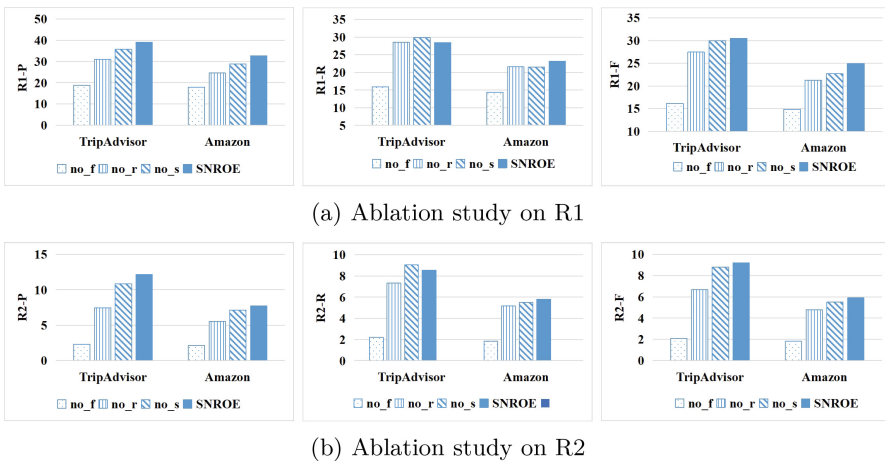 50
40
30
20
10
0
R1-P
TripAdvisor Amazon
no_f no_r no_s SNROE
35
30
25
20
15
10
5
R1-R
TripAdvisor Amazon
no_f no_r no_s SNROE
35
30
25
20
15
10
R1-F
TripAdvisor Amazon
no_f no_r no_s SNROE
(a) Ablation study on R1
15
10
5
0
R2-P
TripAdvisor Amazon
no_f no_r no_s SNROE
10
8
6
4
2
0
R2-R
TripAdvisor Amazon
no_f no_r no_s SNROE
10
8
6
4
2
0
R2-F
TripAdvisor Amazon
no_f no_r no_s SNROE
(b) Ablation study on R2